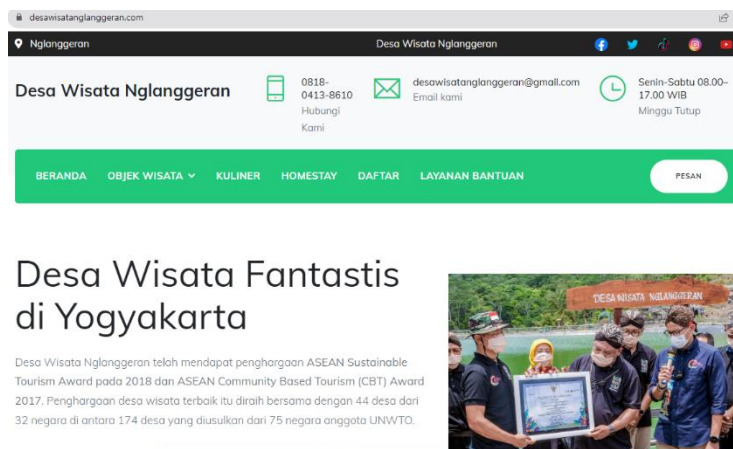 desawisatanglanggeran.com
Nglanggeran
Desa Wisata Nglanggeran
Desa Wisata Nglanggeran
0818-
0413-8610
Hubungi
Kami
desawisatanglanggeran@gmail.com
Email kami
Senin-Sabtu 08.00–
17.00 WIB
Minggu Tutup
BERANDA OBJEK WISATA KULINER HOMESTAY DAFTAR LAYANAN BANTUAN PESAN
Desa Wisata Fantastis
di Yogyakarta
Desa Wisata Nglanggeran telah mendapat penghargaan ASEAN Sustainable
Tourism Award pada 2018 dan ASEAN Community Based Tourism (CBT) Award
2017. Penghargaan desa wisata terbaik itu diraih bersama dengan 44 desa dari
32 negara di antara 174 desa yang diusulkan dari 75 negara anggota UNWTO.
DESA WISATA NGLANGGERAN